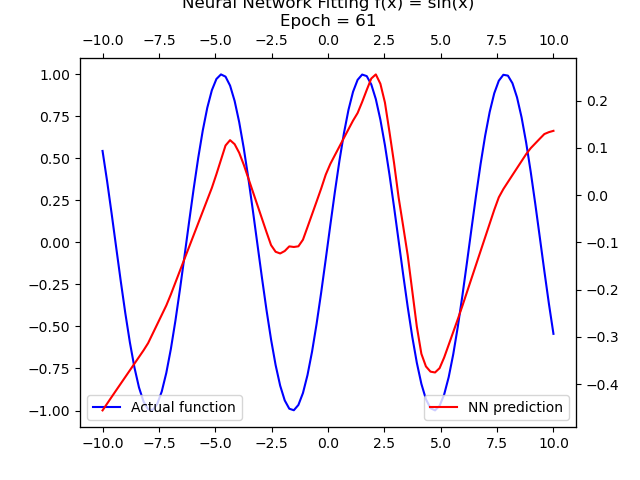 Neural Network Fitting f(x) = sin(x)
Epoch = 61
−10.0 −7.5 −5.0 −2.5 0.0 2.5 5.0 7.5 10.0
1.00
0.75
0.50
0.25
0.00
−0.25
−0.50
−0.75
−1.00
0.2
0.1
0.0
−0.1
−0.2
−0.3
−0.4
Actual function
NN prediction
−10.0 −7.5 −5.0 −2.5 0.0 2.5 5.0 7.5 10.0